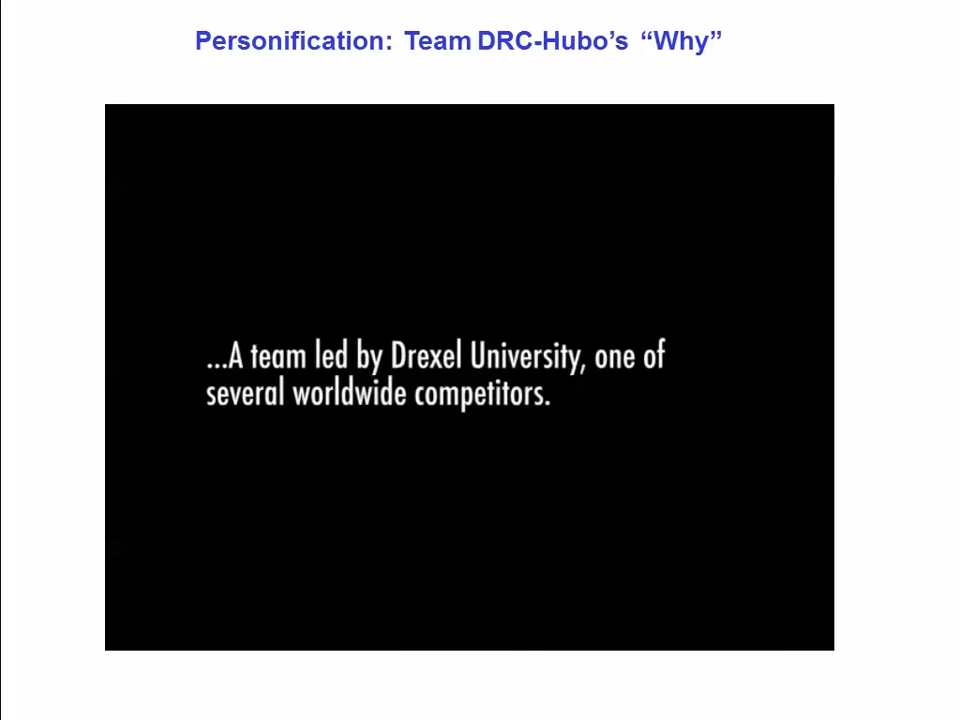 Personification: Team DRC-Hubo’s “Why”
...A team led by Drexel University, one of
several worldwide competitors.